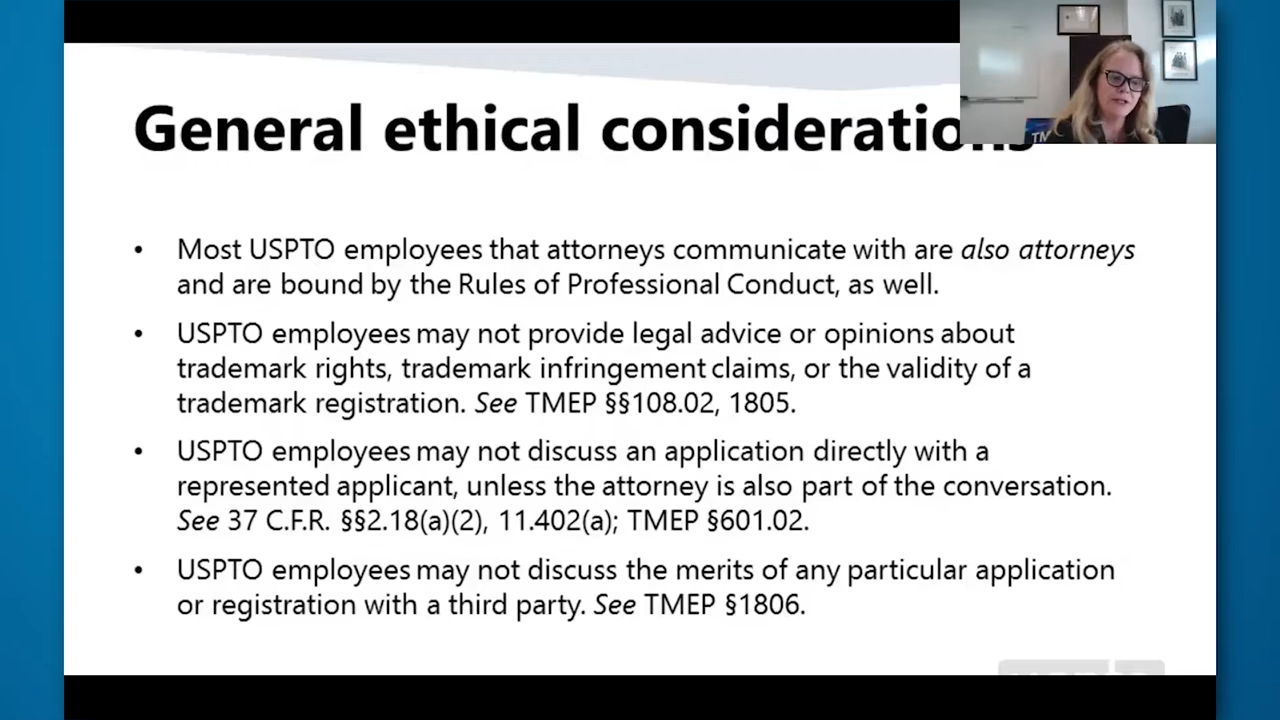 General ethical considerations
TM
• Most USPTO employees that attorneys communicate with are also attorneys
and are bound by the Rules of Professional Conduct, as well.
• USPTO employees may not provide legal advice or opinions about
trademark rights, trademark infringement claims, or the validity of a
trademark registration. See TMEP §§108.02, 1805.
• USPTO employees may not discuss an application directly with a
represented applicant, unless the attorney is also part of the conversation.
See 37 C.F.R. §§2.18(a)(2), 11.402(a); TMEP §601.02.
• USPTO employees may not discuss the merits of any particular application
or registration with a third party. See TMEP §1806.